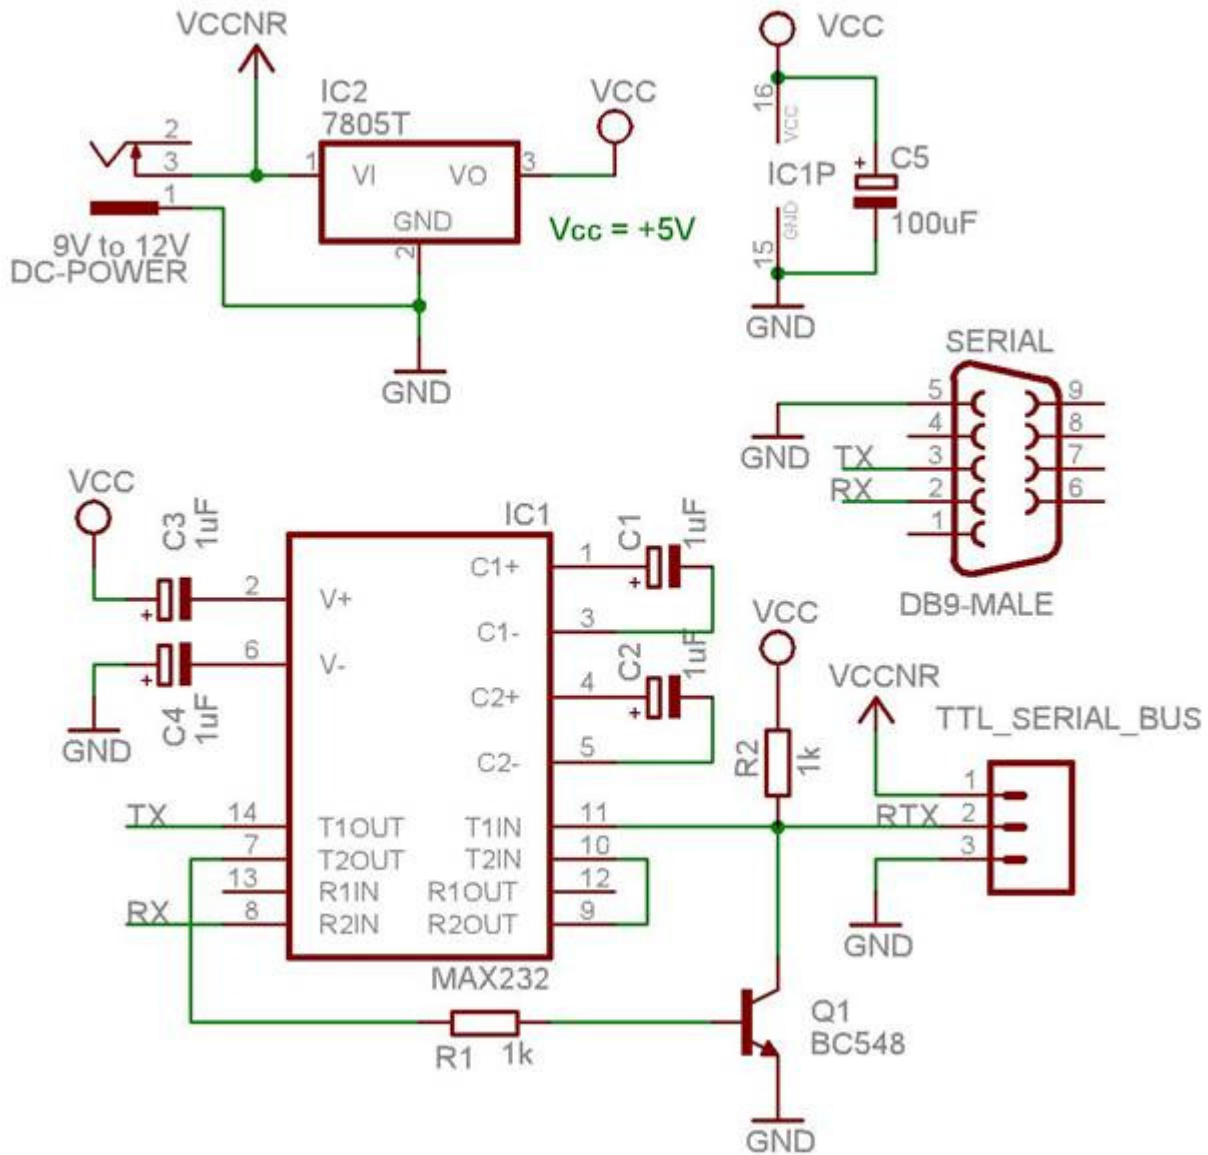 VCCNR
IC2
7805T
VCC
2
3
1
1
VI
VO
3
GND
2
Vcc = +5V
9V to 12V
DC-POWER
GND
VCC
16
VCC
IC1P
GND
15
C5
+
100uF
GND
SERIAL
5
9
4
8
GND
TX
3
7
RX
2
6
1
DB9-MALE
VCC
C3
1uF
+
2
V+
6
V-
+
C4
1uF
GND
IC1
C1+
1
C1
1uF
+
C1-
3
C2+
4
C2
1uF
+
C2-
5
TX
14
T1OUT
T1IN
11
7
T2OUT
T2IN
10
13
R1IN
R1OUT
12
RX
8
R2IN
R2OUT
9
MAX232
R1
1k
VCC
R2
1k
VCCNR
TTL_SERIAL_BUS
1
RTX
2
3
GND
Q1
BC548
GND